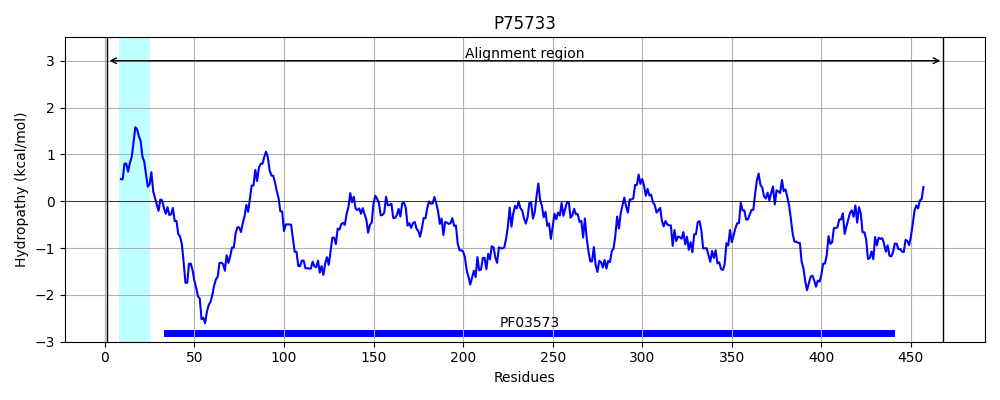 P75733
Alignment region
Hydropathy (kcal/mol)
3
2
1
0
−1
−2
−3
PF03573
0 50 100 150 200 250 300 350 400 450
Residues